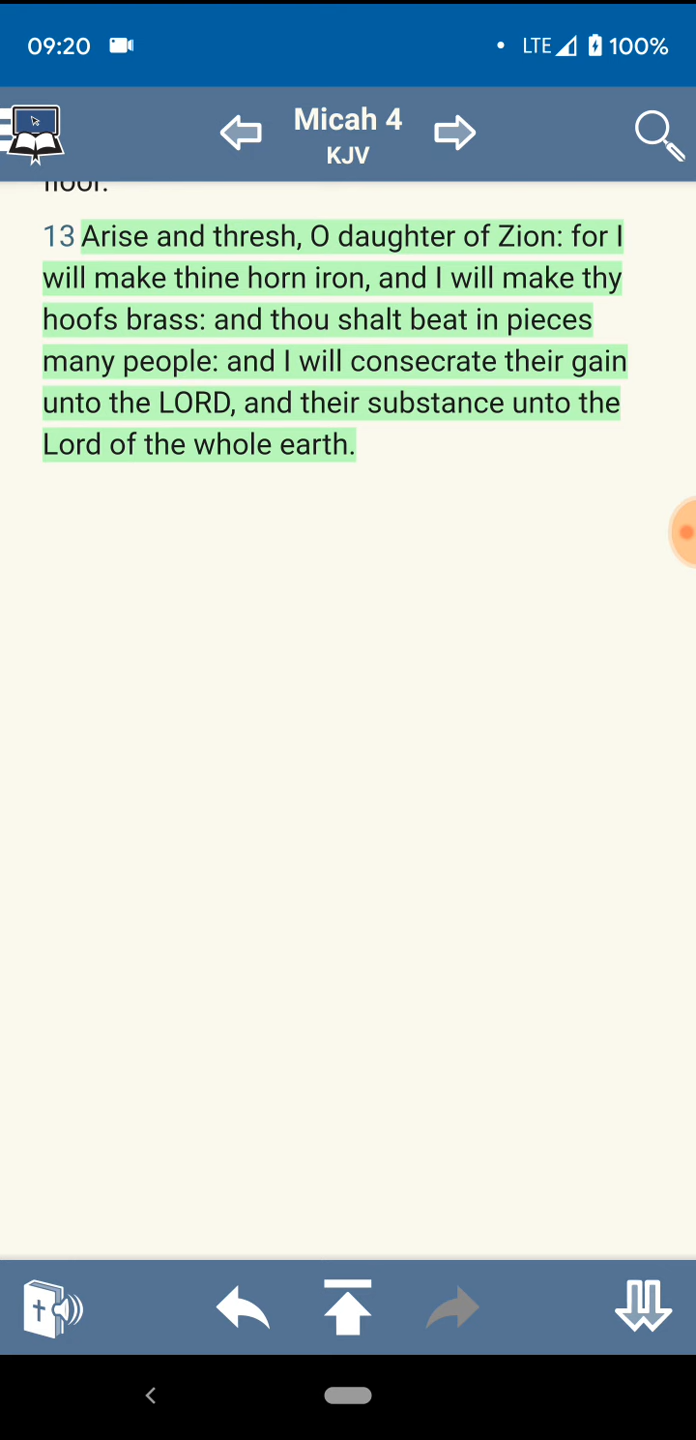 09:20
LTE
100%
Micah 4
KJV
floor.
13 Arise and thresh, O daughter of Zion: for I
will make thine horn iron, and I will make thy
hoofs brass: and thou shalt beat in pieces
many people: and I will consecrate their gain
unto the LORD, and their substance unto the
Lord of the whole earth.